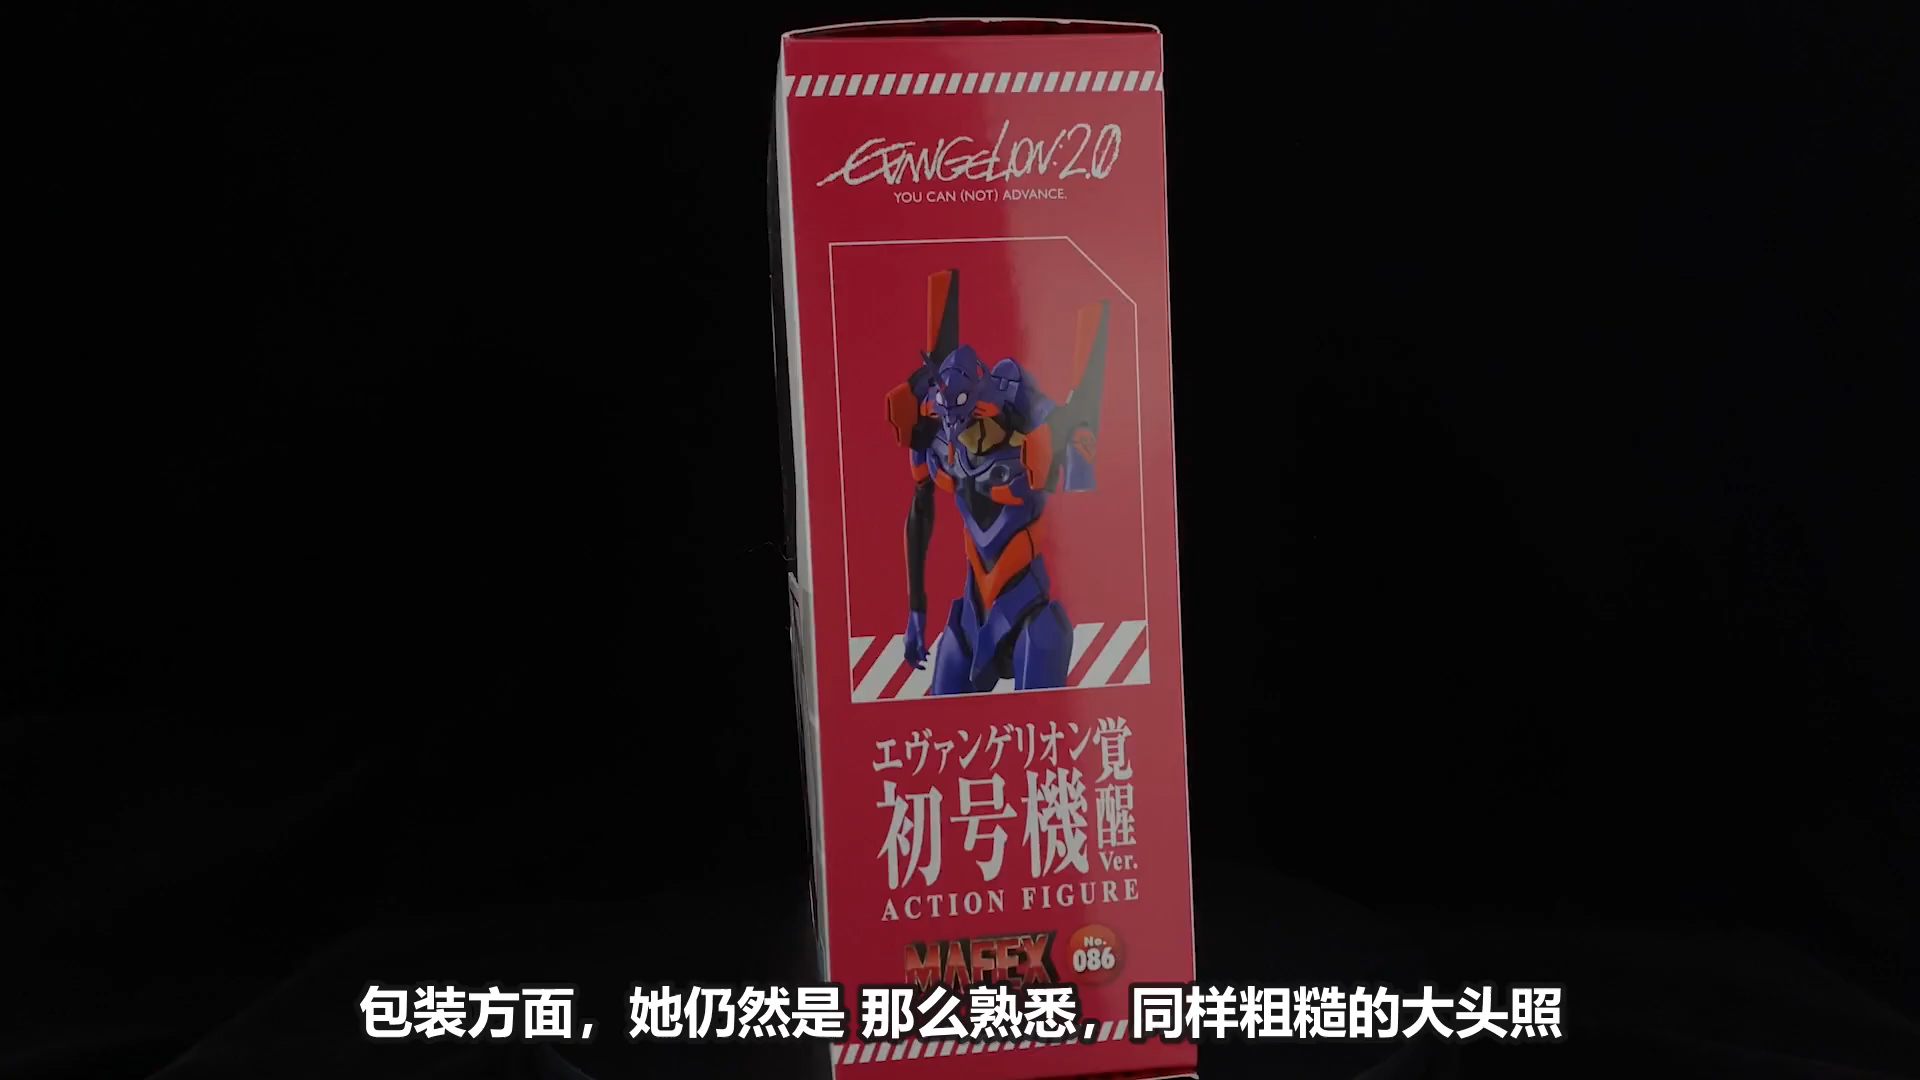 EVANGELION:2.0
YOU CAN (NOT) ADVANCE.
エヴァンゲリオン
初号機
覚醒
Ver.
ACTION FIGURE
MAFEX
No.
086
包装方面，她仍然是 那么熟悉，同样粗糙的大头照